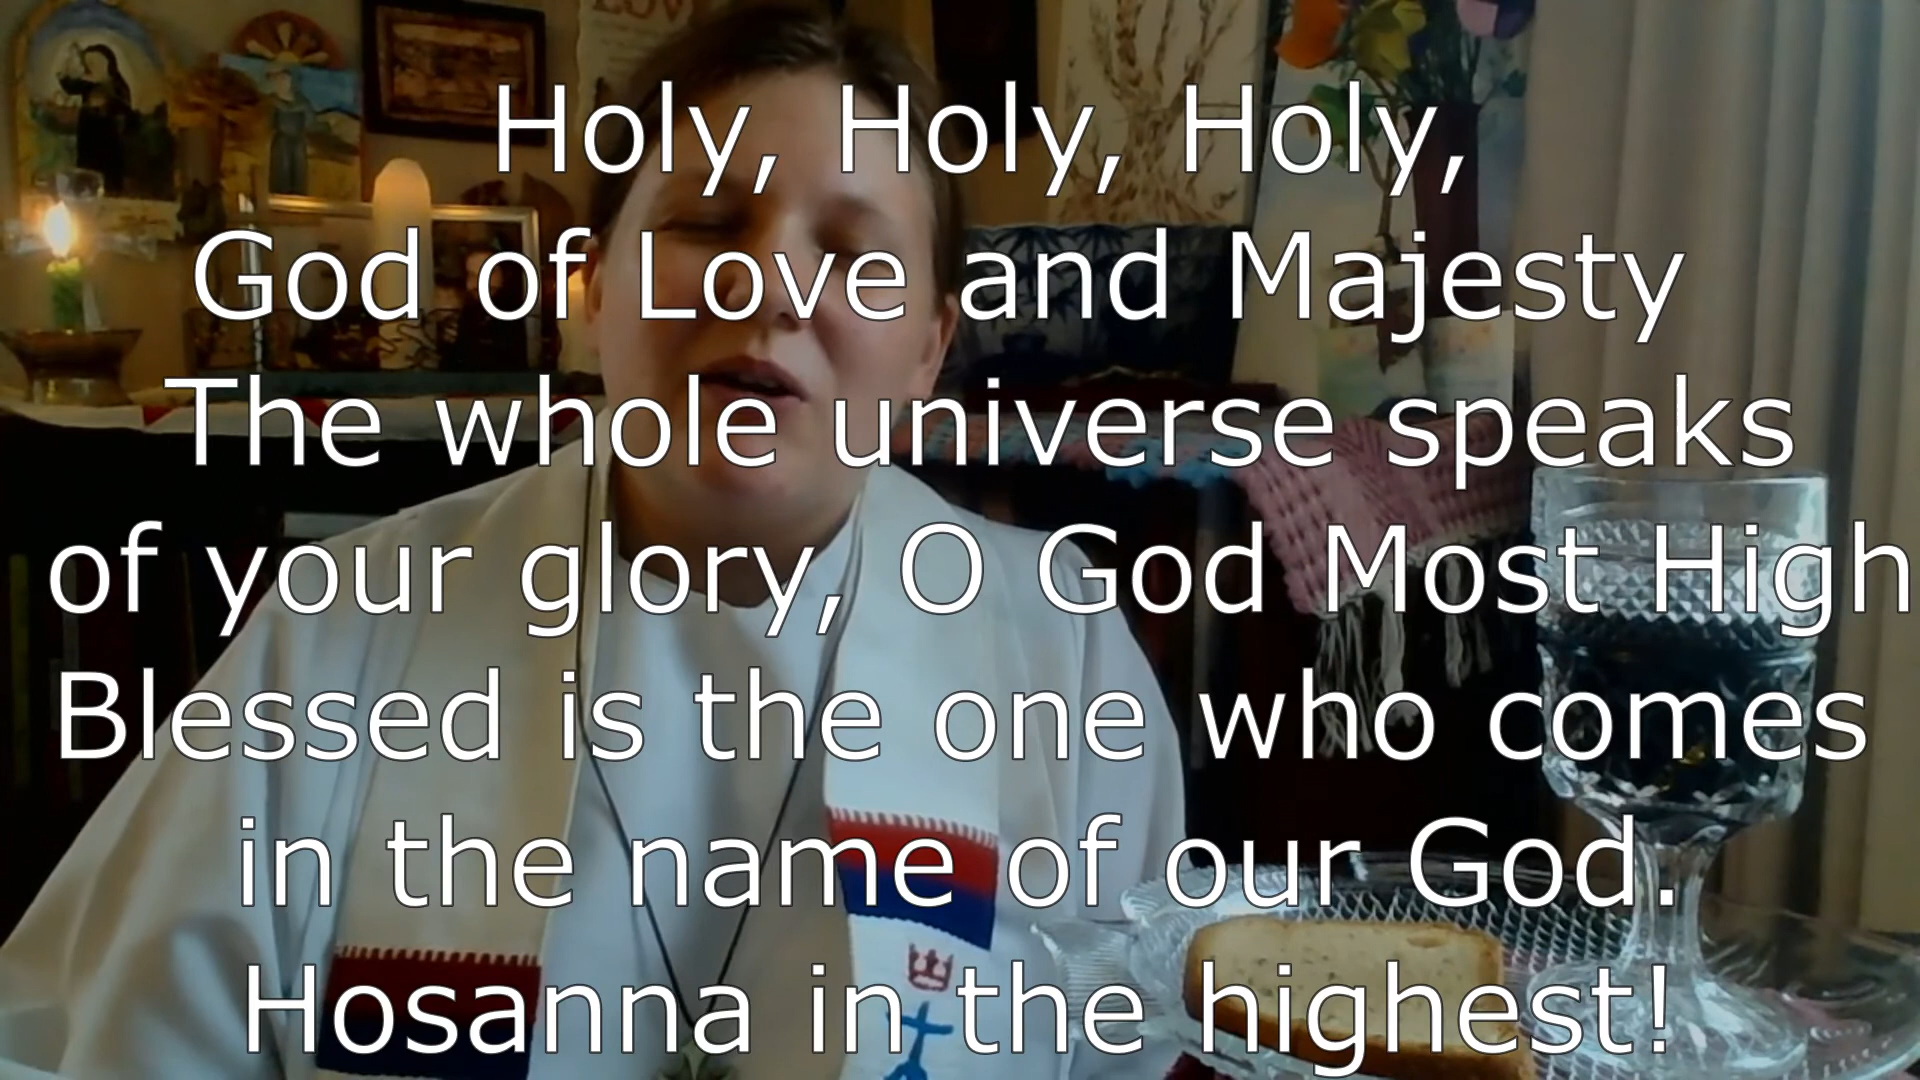 LOV
Holy, Holy, Holy,
God of Love and Majesty
The whole universe speaks
of your glory, O God Most High
Blessed is the one who comes
in the name of our God.
Hosanna in the highest!